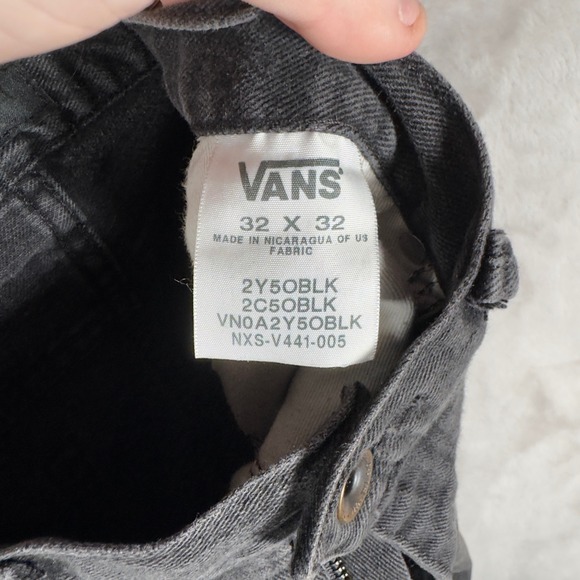 VANS
32 X 32
MADE IN NICARAGUA OF US
FABRIC
2Y5OBLK
2C5OBLK
VN0A2Y5OBLK
NXS-V441-005